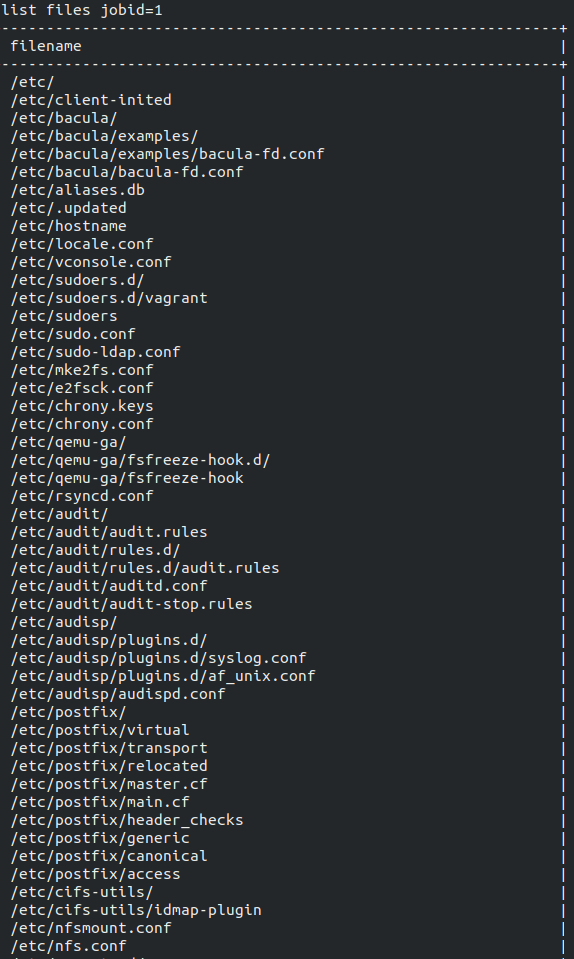 list files jobid=1
--------------------------------------------------------------+
filename |
--------------------------------------------------------------+
/etc/ |
/etc/client-inited |
/etc/bacula/ |
/etc/bacula/examples/ |
/etc/bacula/examples/bacula-fd.conf |
/etc/bacula/bacula-fd.conf |
/etc/aliases.db |
/etc/.updated |
/etc/hostname |
/etc/locale.conf |
/etc/vconsole.conf |
/etc/sudoers.d/ |
/etc/sudoers.d/vagrant |
/etc/sudoers |
/etc/sudo.conf |
/etc/sudo-ldap.conf |
/etc/mke2fs.conf |
/etc/e2fsck.conf |
/etc/chrony.keys |
/etc/chrony.conf |
/etc/qemu-ga/ |
/etc/qemu-ga/fsfreeze-hook.d/ |
/etc/qemu-ga/fsfreeze-hook |
/etc/rsyncd.conf |
/etc/audit/ |
/etc/audit/audit.rules |
/etc/audit/rules.d/ |
/etc/audit/rules.d/audit.rules |
/etc/audit/auditd.conf |
/etc/audit/audit-stop.rules |
/etc/audisp/ |
/etc/audisp/plugins.d/ |
/etc/audisp/plugins.d/syslog.conf |
/etc/audisp/plugins.d/af_unix.conf |
/etc/audisp/audispd.conf |
/etc/postfix/ |
/etc/postfix/virtual |
/etc/postfix/transport |
/etc/postfix/relocated |
/etc/postfix/master.cf |
/etc/postfix/main.cf |
/etc/postfix/header_checks |
/etc/postfix/generic |
/etc/postfix/canonical |
/etc/postfix/access |
/etc/cifs-utils/ |
/etc/cifs-utils/idmap-plugin |
/etc/nfsmount.conf |
/etc/nfs.conf |